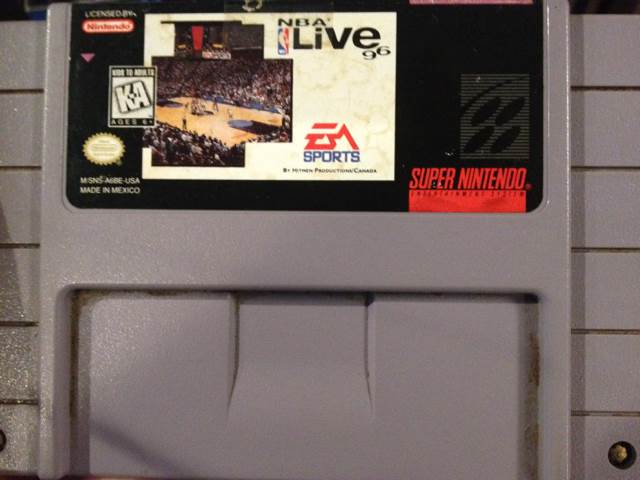 LICENSED BY
Nintendo
NBA
Live
96
KIDS TO ADULTS
K-A
AGES 6+
EA
SPORTS
BY HITMEN PRODUCTIONS/CANADA
M/SNS-A6BE-USA
MADE IN MEXICO
SUPER NINTENDO
ENTERTAINMENT SYSTEM